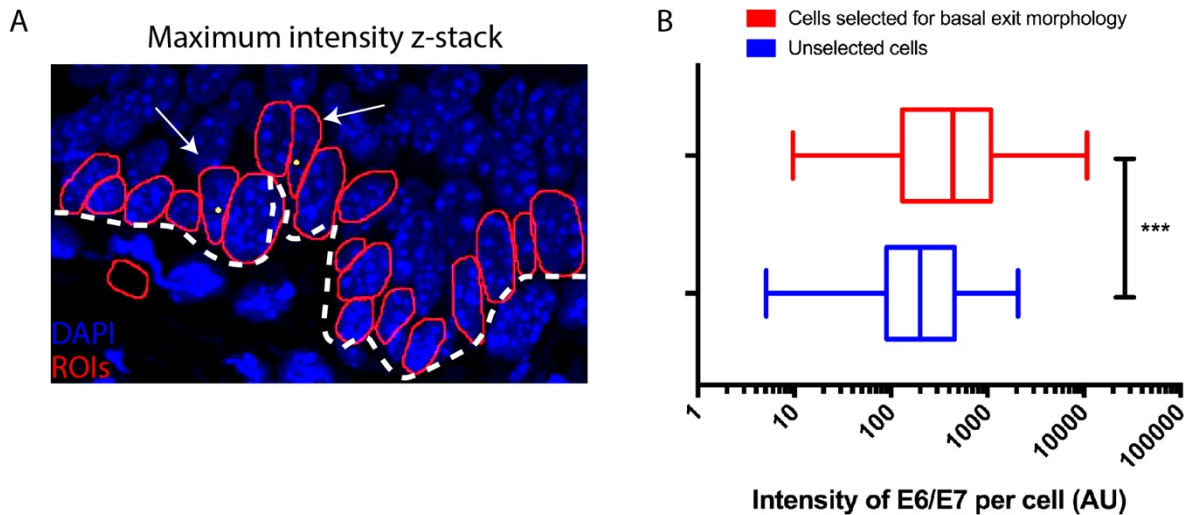 A
Maximum intensity z-stack
DAPI
ROIs
B
Cells selected for basal exit morphology
Unselected cells
***
1
10
100
1000
10000
100000
Intensity of E6/E7 per cell (AU)